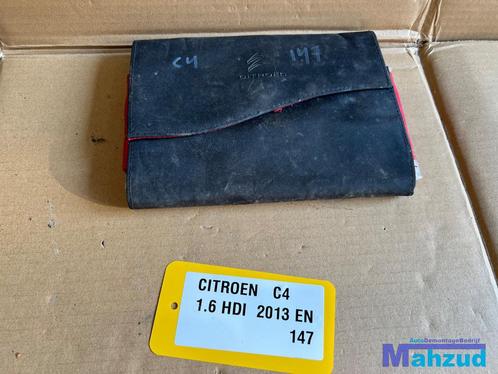 C4 147
CITROËN
CITROEN C4
1.6 HDI 2013 EN
147
AutoDemontageBedrijf
Mahzud